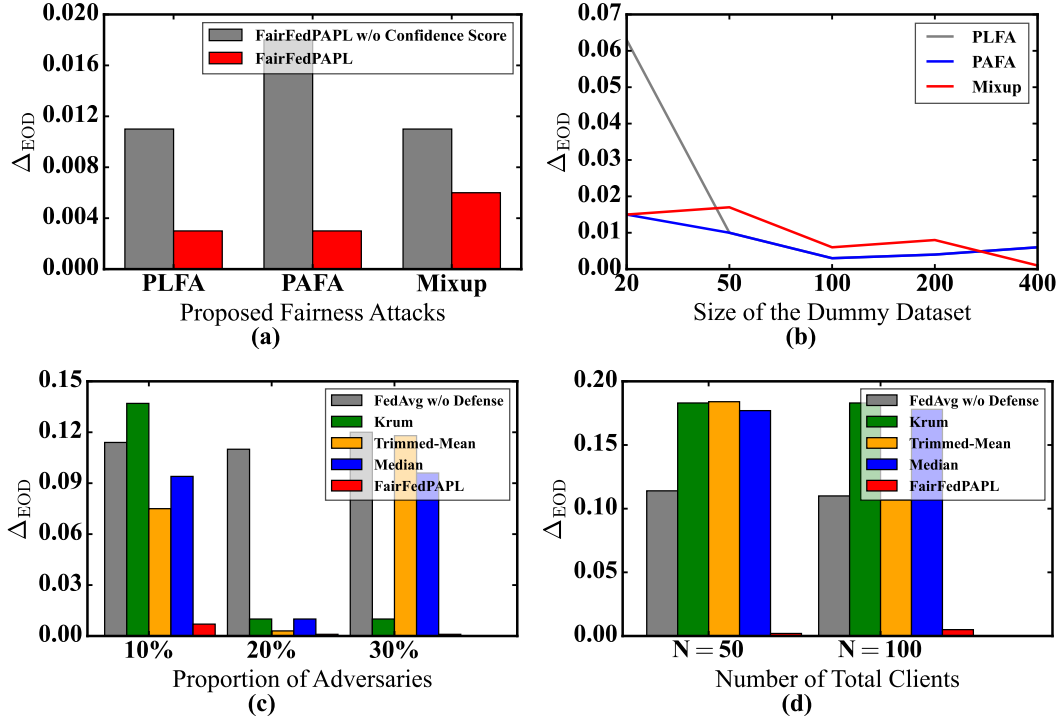 FairFedPAPL w/o Confidence Score
FairFedPAPL
0.020
0.016
0.012
0.008
0.004
0.000
Δ_EOD
PLFA
PAFA
Mixup
Proposed Fairness Attacks
(a)
PLFA
PAFA
Mixup
0.07
0.06
0.05
0.04
0.03
0.02
0.01
0.00
Δ_EOD
20
50
100
200
400
Size of the Dummy Dataset
(b)
FedAvg w/o Defense
Krum
Trimmed-Mean
Median
FairFedPAPL
0.15
0.12
0.09
0.06
0.03
0.00
Δ_EOD
10%
20%
30%
Proportion of Adversaries
(c)
FedAvg w/o Defense
Krum
Trimmed-Mean
Median
FairFedPAPL
0.20
0.15
0.10
0.05
0.00
Δ_EOD
N = 50
N = 100
Number of Total Clients
(d)